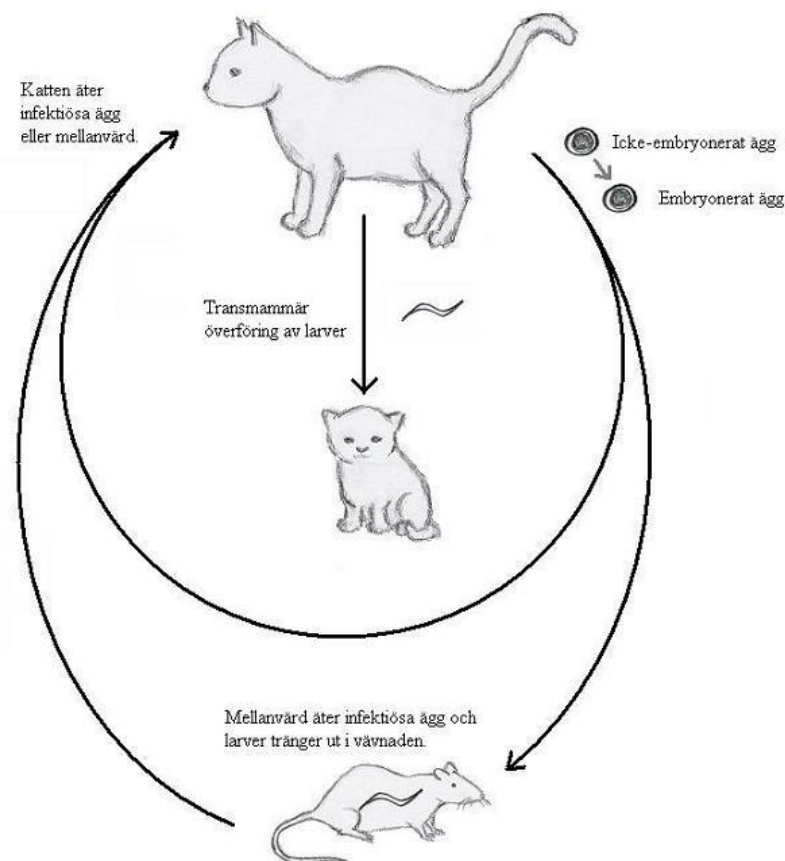 Katten äter
infektiösa ägg
eller mellanvärd.
Icke-embryonerat ägg
Embryonerat ägg
Transmammär
överföring av larver
Mellanvärd äter infektiösa ägg och
larver tränger ut i vävnaden.